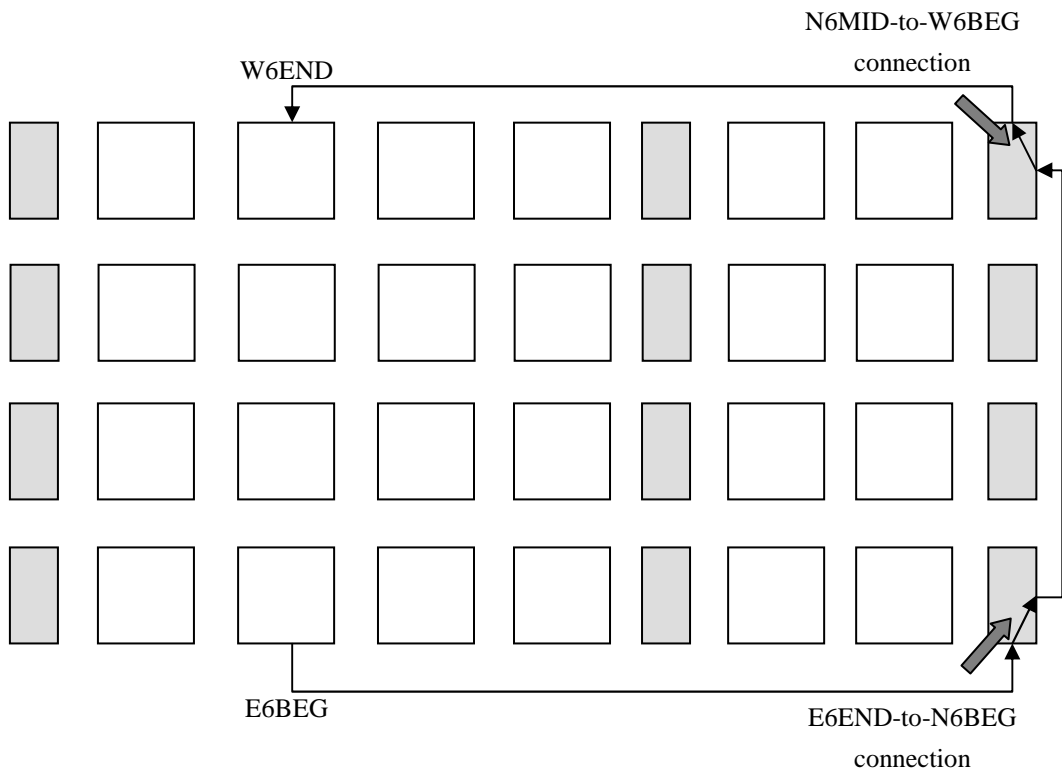 N6MID-to-W6BEG
connection
W6END
E6BEG
E6END-to-N6BEG
connection